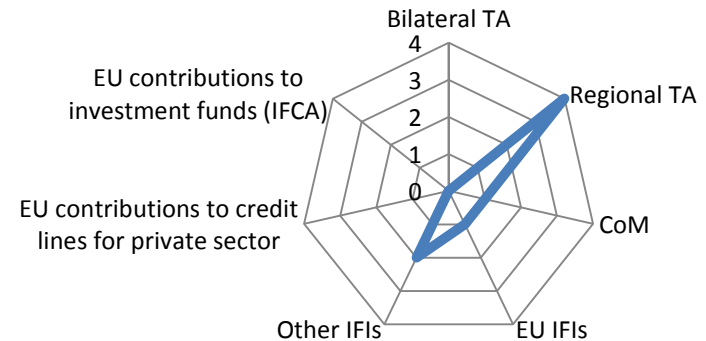 Bilateral TA
4
3
2
1
0
Regional TA
CoM
EU IFIs
Other IFIs
EU contributions to credit
lines for private sector
EU contributions to
investment funds (IFCA)